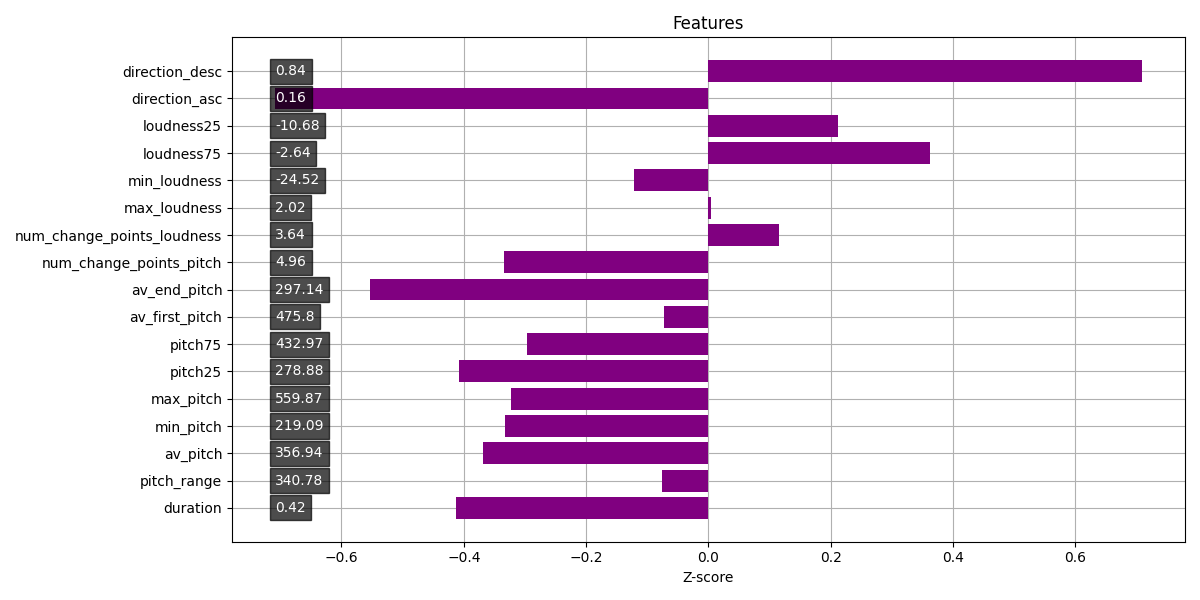 Features
direction_desc 0.84
direction_asc 0.16
loudness25 -10.68
loudness75 -2.64
min_loudness -24.52
max_loudness 2.02
num_change_points_loudness 3.64
num_change_points_pitch 4.96
av_end_pitch 297.14
av_first_pitch 475.8
pitch75 432.97
pitch25 278.88
max_pitch 559.87
min_pitch 219.09
av_pitch 356.94
pitch_range 340.78
duration 0.42
−0.6 −0.4 −0.2 0.0 0.2 0.4 0.6
Z-score